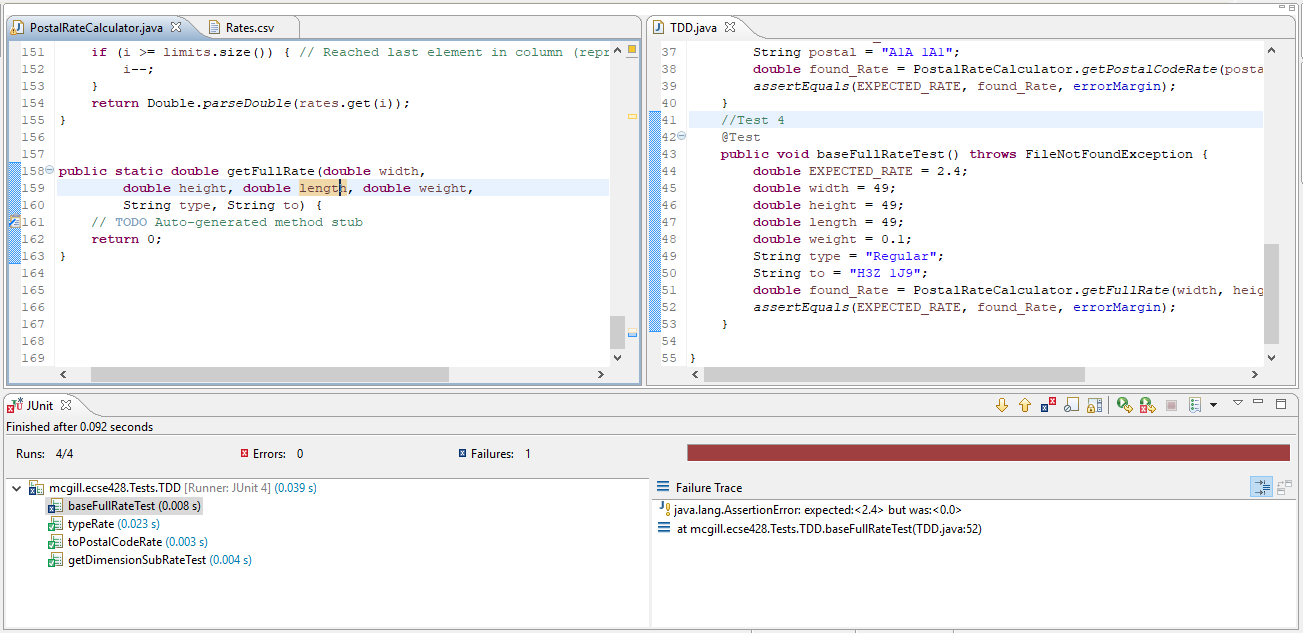 PostalRateCalculator.java
Rates.csv
151 if (i >= limits.size()) { // Reached last element in column (repr
152 i--;
153 }
154 return Double.parseDouble(rates.get(i));
155 }
156
157
158 public static double getFullRate(double width,
159 double height, double length, double weight,
160 String type, String to) {
161 // TODO Auto-generated method stub
162 return 0;
163 }
164
165
166
167
168
169
TDD.java
37 String postal = "A1A 1A1";
38 double found_Rate = PostalRateCalculator.getPostalCodeRate(posta
39 assertEquals(EXPECTED_RATE, found_Rate, errorMargin);
40 }
41 //Test 4
42 @Test
43 public void baseFullRateTest() throws FileNotFoundException {
44 double EXPECTED_RATE = 2.4;
45 double width = 49;
46 double height = 49;
47 double length = 49;
48 double weight = 0.1;
49 String type = "Regular";
50 String to = "H3Z 1J9";
51 double found_Rate = PostalRateCalculator.getFullRate(width, heig
52 assertEquals(EXPECTED_RATE, found_Rate, errorMargin);
53 }
54
55 }
JUnit
Finished after 0.092 seconds
Runs: 4/4 Errors: 0 Failures: 1
mcgill.ecse428.Tests.TDD [Runner: JUnit 4] (0.039 s)
baseFullRateTest (0.008 s)
typeRate (0.023 s)
toPostalCodeRate (0.003 s)
getDimensionSubRateTest (0.004 s)
Failure Trace
java.lang.AssertionError: expected:<2.4> but was:<0.0>
at mcgill.ecse428.Tests.TDD.baseFullRateTest(TDD.java:52)